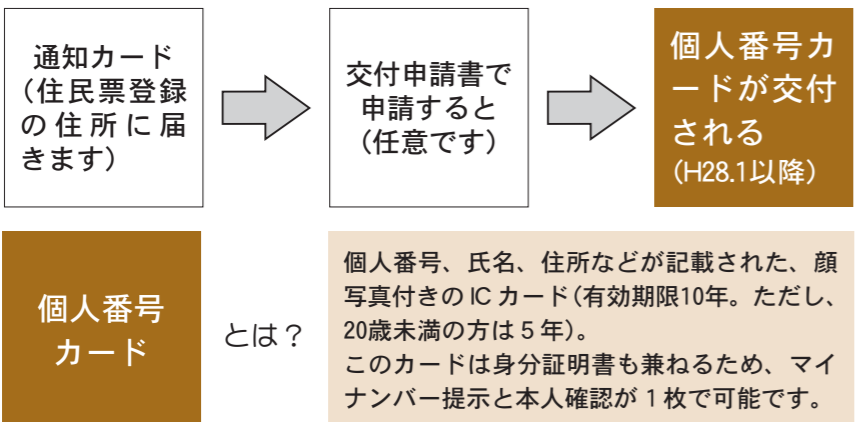 通知カード
（住民票登録
の住所に届
きます）
交付申請書で
申請すると
（任意です）
個人番号カ
ードが交付
される
（H28.1以降）
個人番号
カード
とは？
個人番号、氏名、住所などが記載された、顔
写真付きの IC カード（有効期限10年。ただし、
20歳未満の方は５年）。
このカードは身分証明書も兼ねるため、マイ
ナンバー提示と本人確認が１枚で可能です。